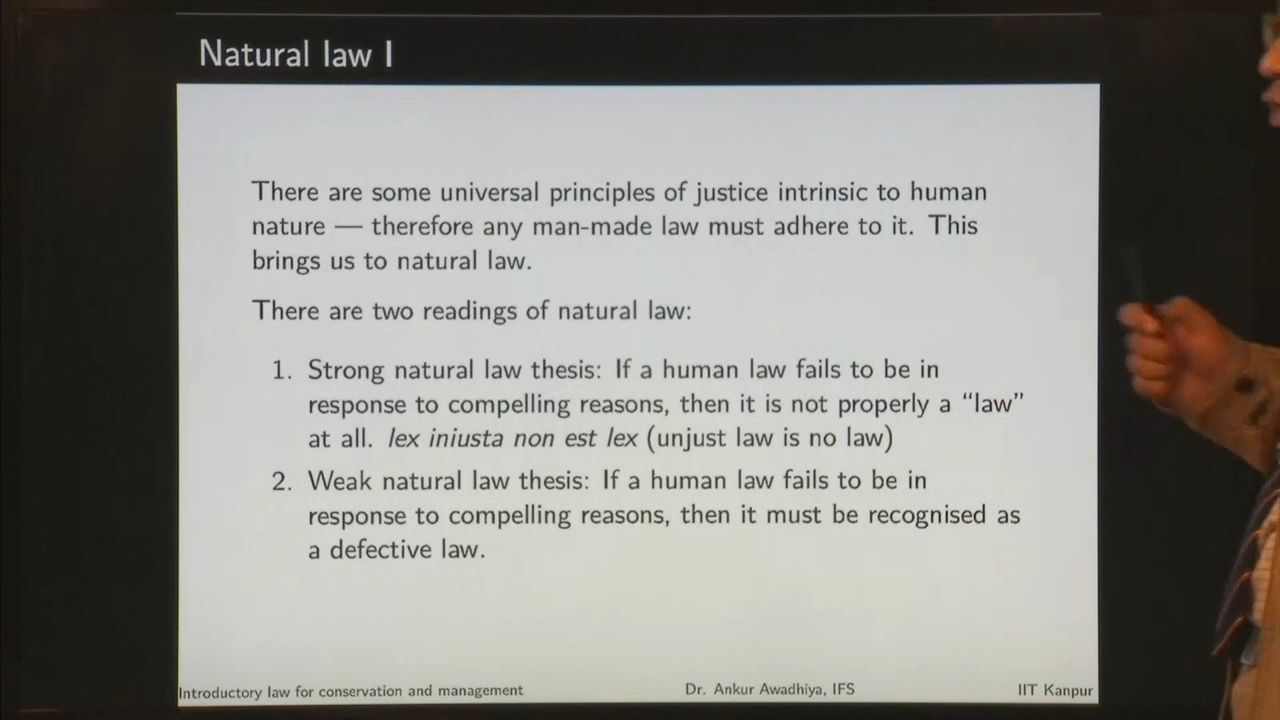 Natural law I
There are some universal principles of justice intrinsic to human
nature — therefore any man-made law must adhere to it. This
brings us to natural law.
There are two readings of natural law:
1. Strong natural law thesis: If a human law fails to be in
response to compelling reasons, then it is not properly a “law”
at all. lex iniusta non est lex (unjust law is no law)
2. Weak natural law thesis: If a human law fails to be in
response to compelling reasons, then it must be recognised as
a defective law.
Introductory law for conservation and management Dr. Ankur Awadhiya, IFS IIT Kanpur